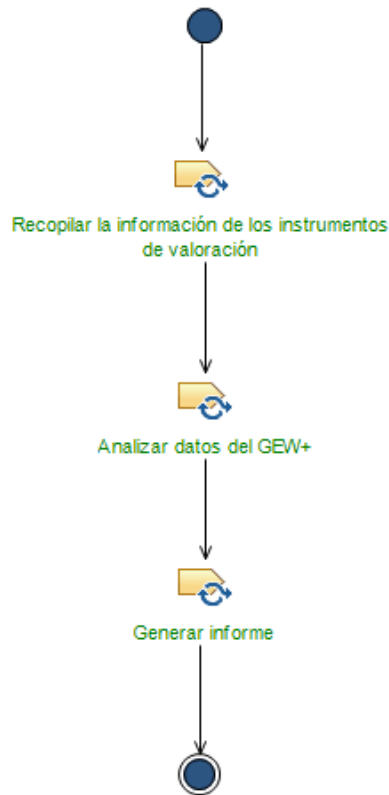 Recopilar la información de los instrumentos
de valoración
Analizar datos del GEW+
Generar informe